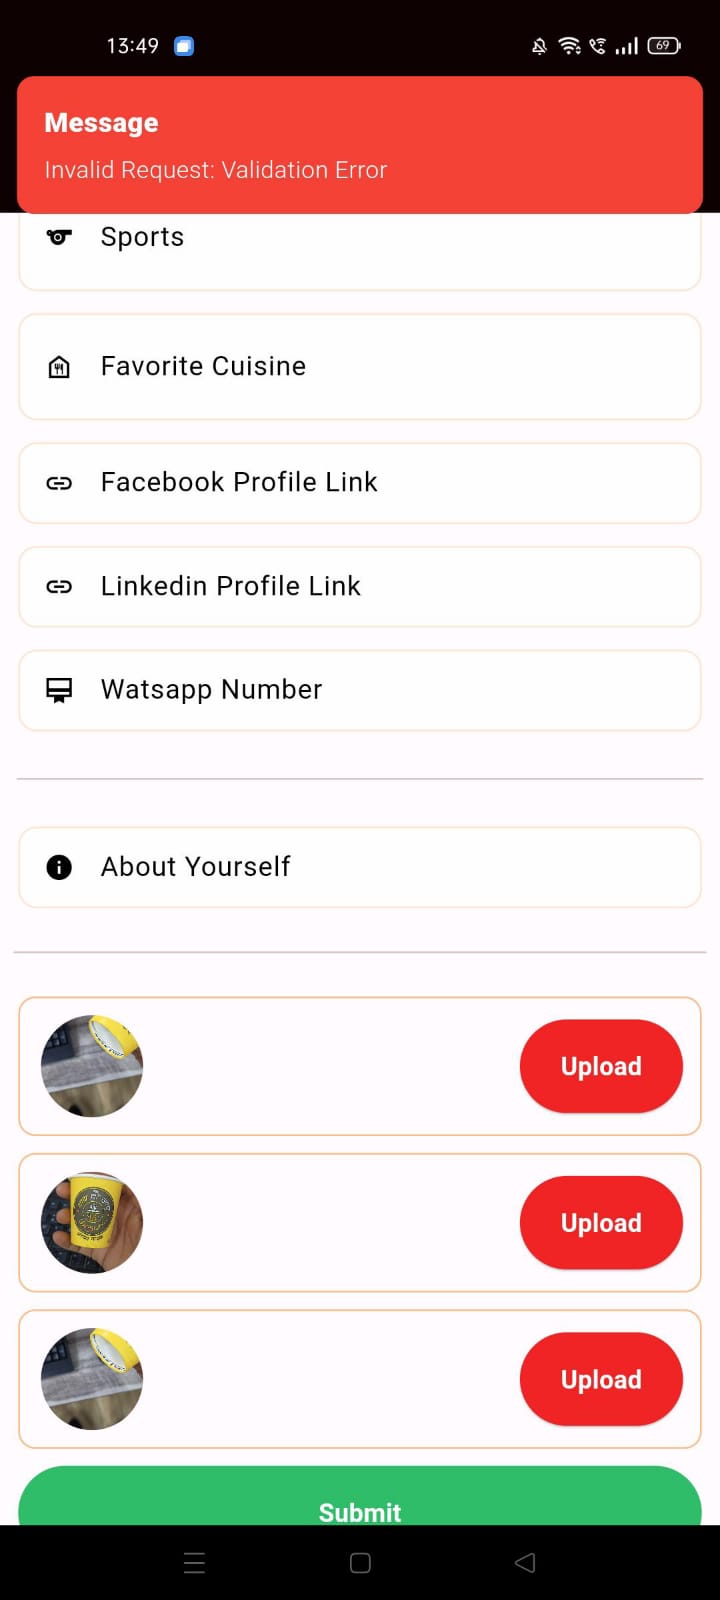 13:49
69
Message
Invalid Request: Validation Error
Sports
Favorite Cuisine
Facebook Profile Link
Linkedin Profile Link
Watsapp Number
About Yourself
Upload
Upload
Upload
Submit